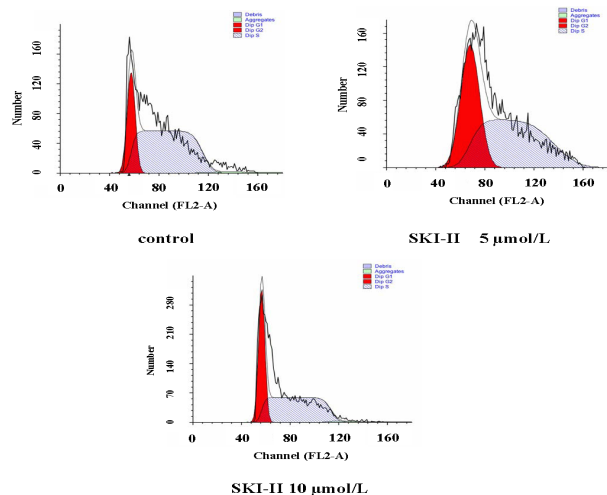 Debris
Aggregates
Dip G1
Dip G2
Dip S
Number
160
120
80
40
0
0 40 80 120 160
Channel (FL2-A)
control
Debris
Aggregates
Dip G1
Dip G2
Dip S
Number
160
120
80
40
0
0 40 80 120 160
Channel (FL2-A)
SKI-II 5 μmol/L
Debris
Aggregates
Dip G1
Dip G2
Dip S
Number
280
210
140
70
0
0 40 80 120 160
Channel (FL2-A)
SKI-II 10 μmol/L